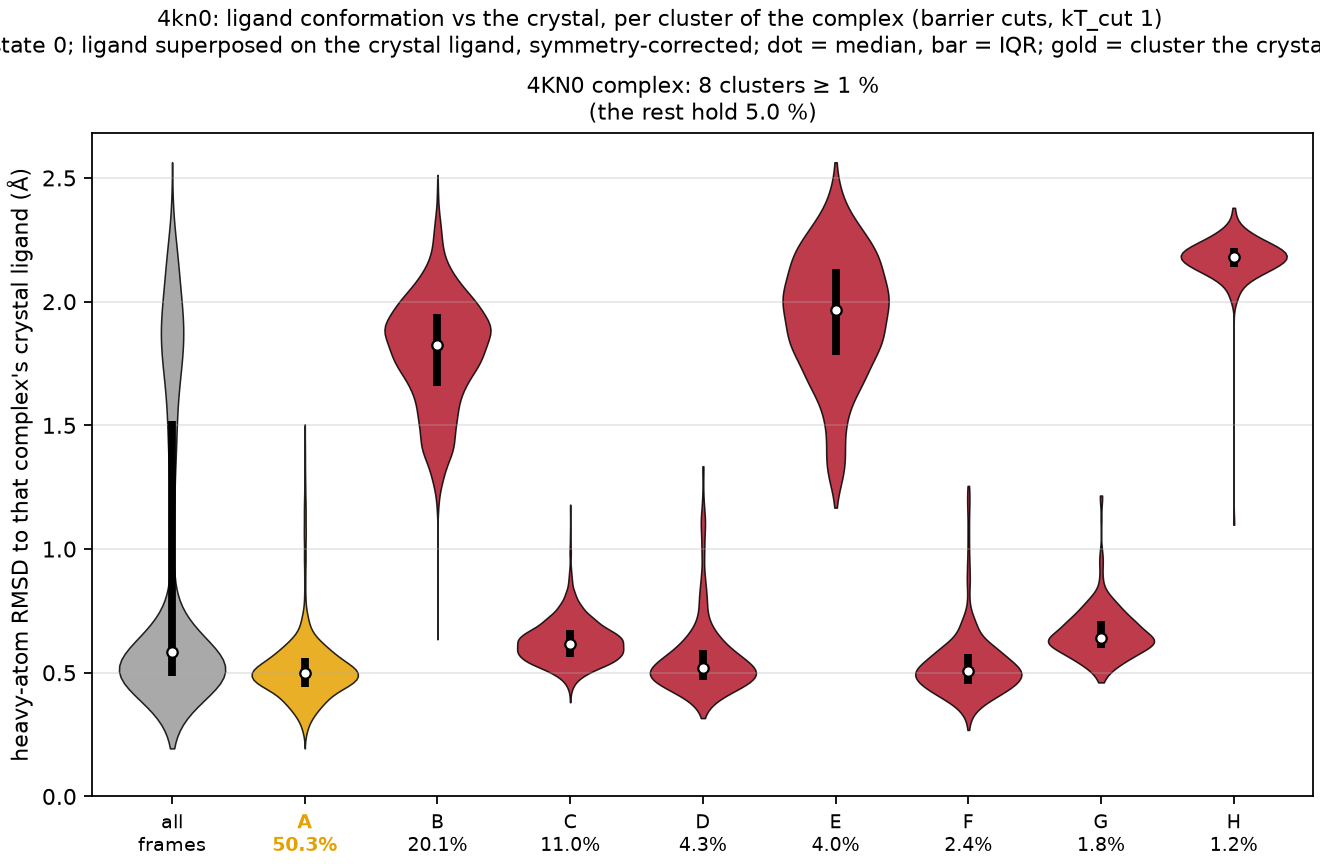 4kn0: ligand conformation vs the crystal, per cluster of the complex (barrier cuts, kT_cut 1)
state 0; ligand superposed on the crystal ligand, symmetry-corrected; dot = median, bar = IQR; gold = cluster the crysta
4KN0 complex: 8 clusters ≥ 1 %
(the rest hold 5.0 %)
heavy-atom RMSD to that complex's crystal ligand (Å)
2.5
2.0
1.5
1.0
0.5
0.0
all A B C D E F G H
frames 50.3% 20.1% 11.0% 4.3% 4.0% 2.4% 1.8% 1.2%